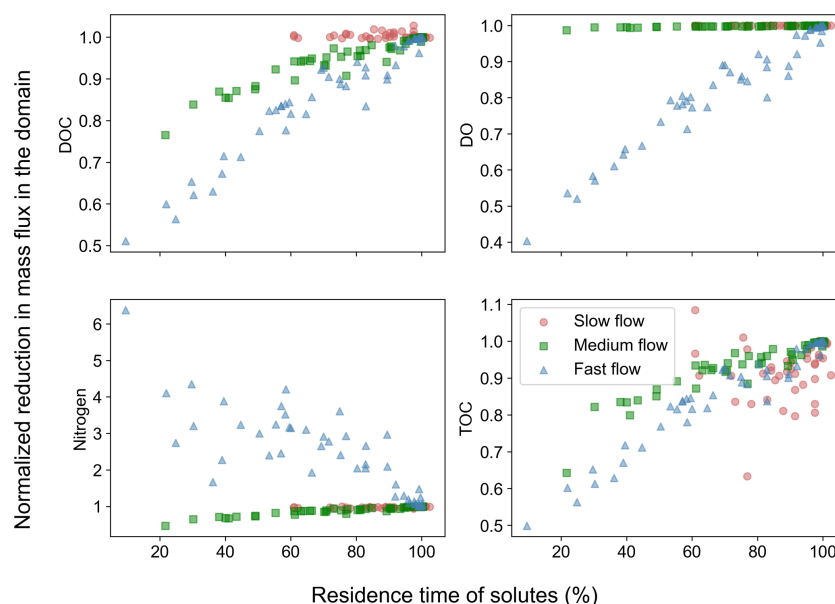 Normalized reduction in mass flux in the domain
DOC
1.0
0.9
0.8
0.7
0.6
0.5
DO
1.0
0.9
0.8
0.7
0.6
0.5
0.4
Nitrogen
6
5
4
3
2
1
20 40 60 80 100
TOC
1.1
1.0
0.9
0.8
0.7
0.6
0.5
Slow flow
Medium flow
Fast flow
20 40 60 80 100
Residence time of solutes (%)